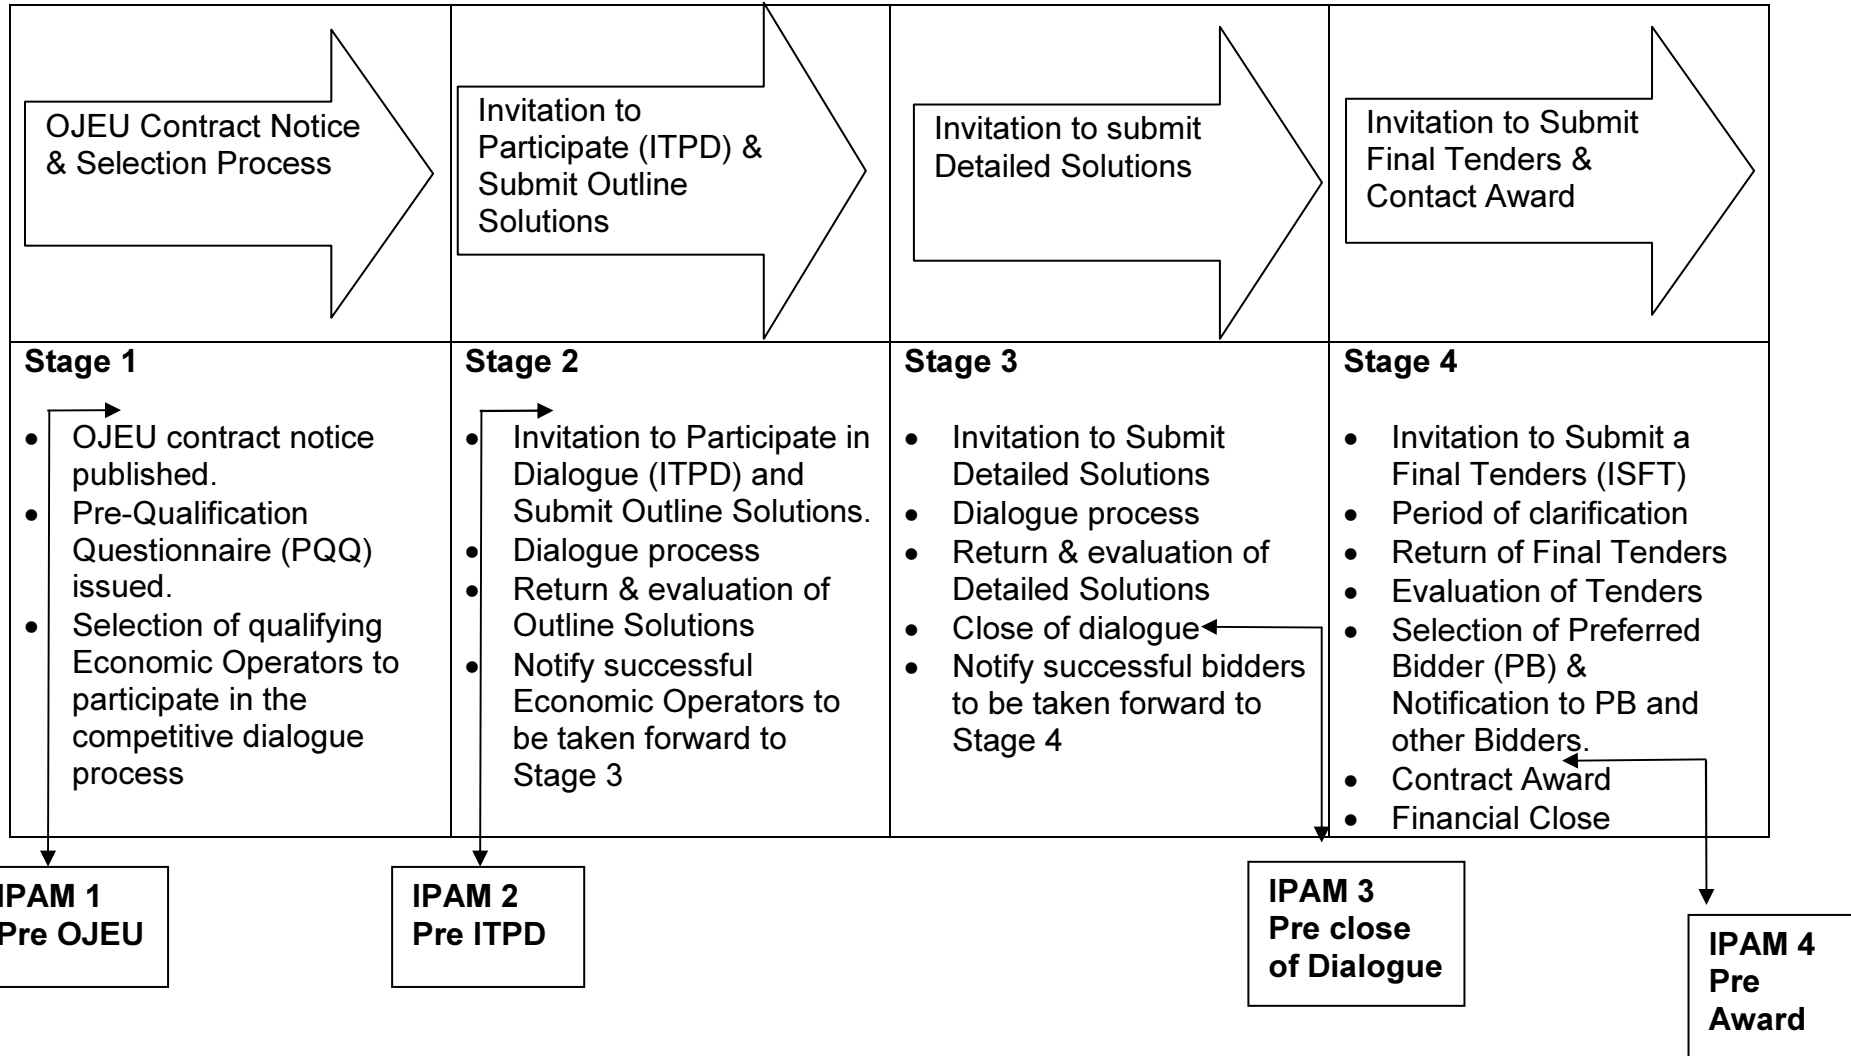 OJEU Contract Notice
& Selection Process
Invitation to
Participate (ITPD) &
Submit Outline
Solutions
Invitation to submit
Detailed Solutions
Invitation to Submit
Final Tenders &
Contact Award
Stage 1
• OJEU contract notice
published.
• Pre-Qualification
Questionnaire (PQQ)
issued.
• Selection of qualifying
Economic Operators to
participate in the
competitive dialogue
process
Stage 2
• Invitation to Participate in
Dialogue (ITPD) and
Submit Outline Solutions.
• Dialogue process
• Return & evaluation of
Outline Solutions
• Notify successful
Economic Operators to
be taken forward to
Stage 3
Stage 3
• Invitation to Submit
Detailed Solutions
• Dialogue process
• Return & evaluation of
Detailed Solutions
• Close of dialogue
• Notify successful bidders
to be taken forward to
Stage 4
Stage 4
• Invitation to Submit a
Final Tenders (ISFT)
• Period of clarification
• Return of Final Tenders
• Evaluation of Tenders
• Selection of Preferred
Bidder (PB) &
Notification to PB and
other Bidders.
• Contract Award
• Financial Close
IPAM 1
Pre OJEU
IPAM 2
Pre ITPD
IPAM 3
Pre close
of Dialogue
IPAM 4
Pre
Award